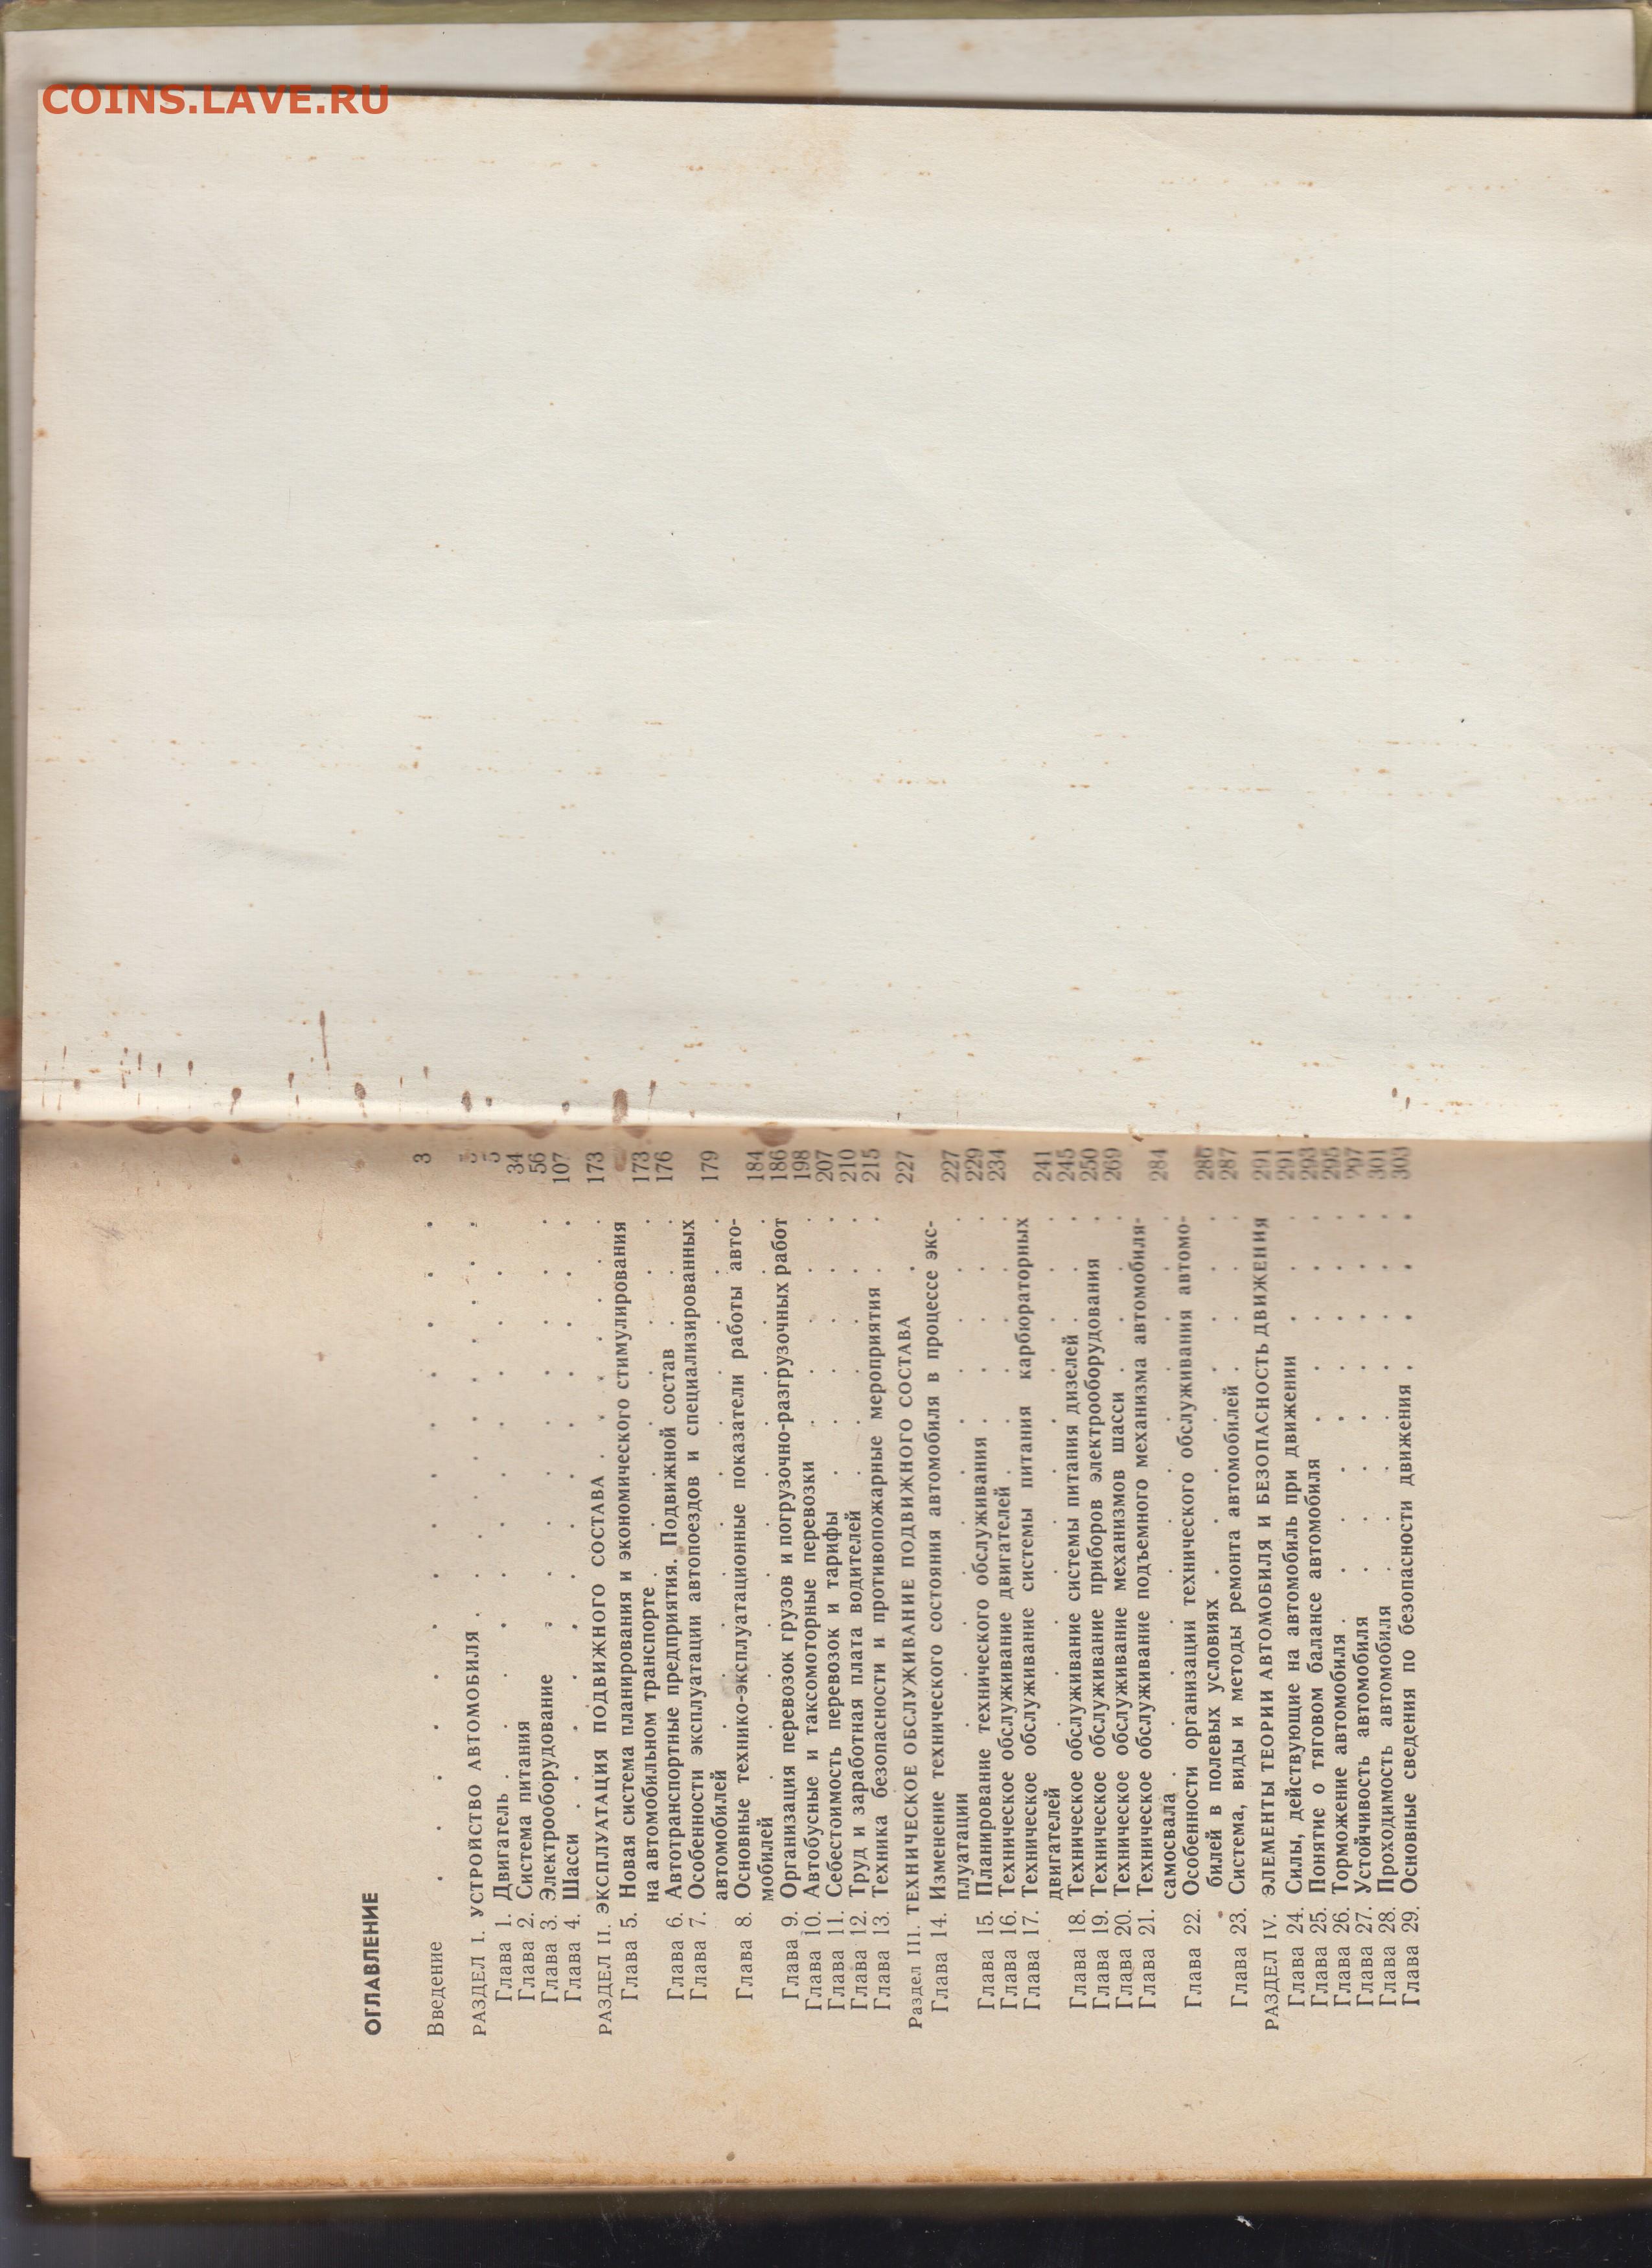 COINS.LAVE.RU
ОГЛАВЛЕНИЕ
Введение . . . . . . . . . . . . . . 3
РАЗДЕЛ I. УСТРОЙСТВО АВТОМОБИЛЯ . . . . . . . . . 5
Глава 1. Двигатель . . . . . . . . . . . . 5
Глава 2. Система питания . . . . . . . . . . 34
Глава 3. Электрооборудование . . . . . . . . . 56
Глава 4. Шасси . . . . . . . . . . . . . 107
РАЗДЕЛ II. ЭКСПЛУАТАЦИЯ ПОДВИЖНОГО СОСТАВА . . . . . . 173
Глава 5. Новая система планирования и экономического стимулирования
на автомобильном транспорте . . . . . . . . 173
Глава 6. Автотранспортные предприятия. Подвижной состав . . . 176
Глава 7. Особенности эксплуатации автопоездов и специализированных
автомобилей . . . . . . . . . . . . 179
Глава 8. Основные технико-эксплуатационные показатели работы авто-
мобилей . . . . . . . . . . . . . 184
Глава 9. Организация перевозок грузов и погрузочно-разгрузочных работ 186
Глава 10. Автобусные и таксомоторные перевозки . . . . . 198
Глава 11. Себестоимость перевозок и тарифы . . . . . . 207
Глава 12. Труд и заработная плата водителей . . . . . . 210
Глава 13. Техника безопасности и противопожарные мероприятия . . 215
Раздел III. ТЕХНИЧЕСКОЕ ОБСЛУЖИВАНИЕ ПОДВИЖНОГО СОСТАВА . 227
Глава 14. Изменение технического состояния автомобиля в процессе экс-
плуатации . . . . . . . . . . . . 227
Глава 15. Планирование технического обслуживания . . . . . 229
Глава 16. Техническое обслуживание двигателей . . . . . . 234
Глава 17. Техническое обслуживание системы питания карбюраторных
двигателей . . . . . . . . . . . . 241
Глава 18. Техническое обслуживание системы питания дизелей . . . 245
Глава 19. Техническое обслуживание приборов электрооборудования . 250
Глава 20. Техническое обслуживание механизмов шасси . . . . 269
Глава 21. Техническое обслуживание подъемного механизма автомобиля-
самосвала . . . . . . . . . . . . 284
Глава 22. Особенности организации технического обслуживания автомо-
билей в полевых условиях . . . . . . . . 286
Глава 23. Система, виды и методы ремонта автомобилей . . . . 287
РАЗДЕЛ IV. ЭЛЕМЕНТЫ ТЕОРИИ АВТОМОБИЛЯ И БЕЗОПАСНОСТЬ ДВИЖЕНИЯ 291
Глава 24. Силы, действующие на автомобиль при движении . . . 291
Глава 25. Понятие о тяговом балансе автомобиля . . . . . 293
Глава 26. Торможение автомобиля . . . . . . . . . 295
Глава 27. Устойчивость автомобиля . . . . . . . . 297
Глава 28. Проходимость автомобиля . . . . . . . . 301
Глава 29. Основные сведения по безопасности движения . . . . 303